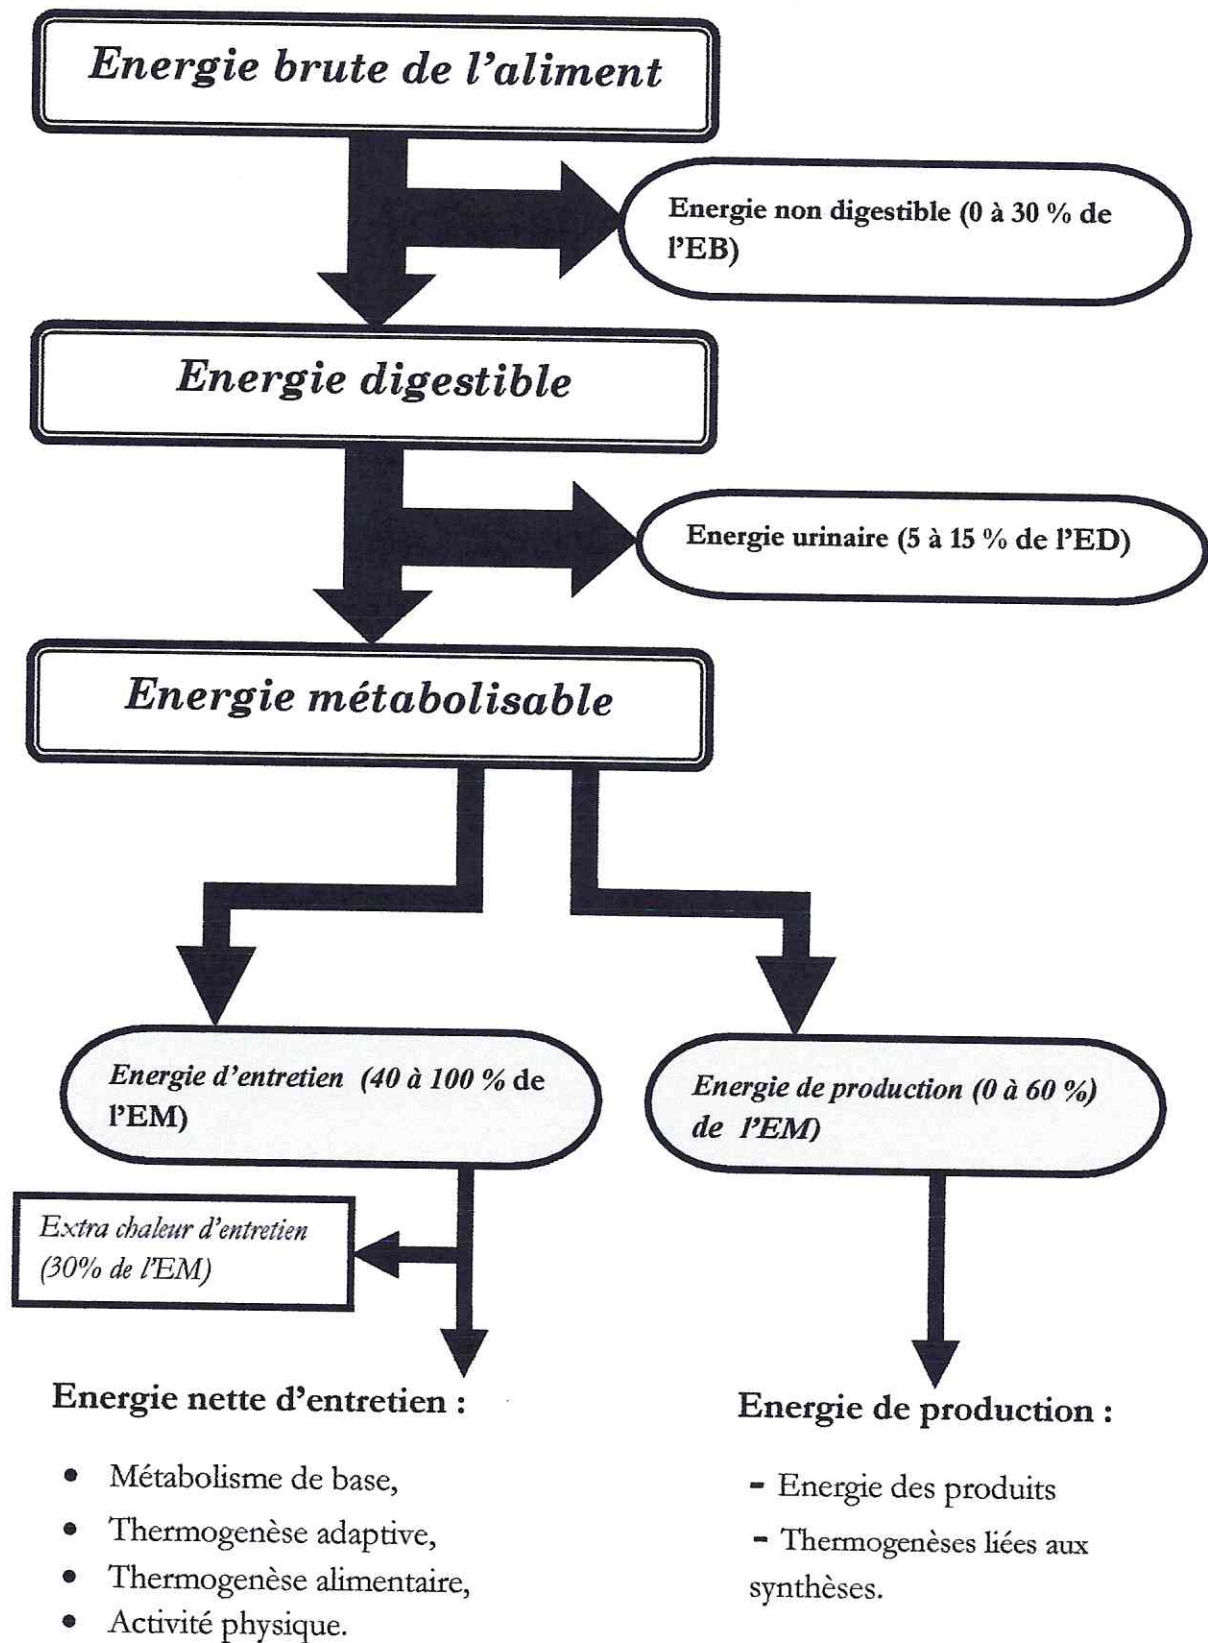 Energie brute de l'aliment
Energie non digestible (0 à 30 % de
l'EB)
Energie digestible
Energie urinaire (5 à 15 % de l'ED)
Energie métabolisable
Energie d'entretien (40 à 100 % de
l'EM)
Energie de production (0 à 60 %)
de l'EM)
Extra chaleur d'entretien
(30% de l'EM)
Energie nette d'entretien :
• Métabolisme de base,
• Thermogenèse adaptive,
• Thermogenèse alimentaire,
• Activité physique.
Energie de production :
- Energie des produits
- Thermogenèses liées aux
synthèses.